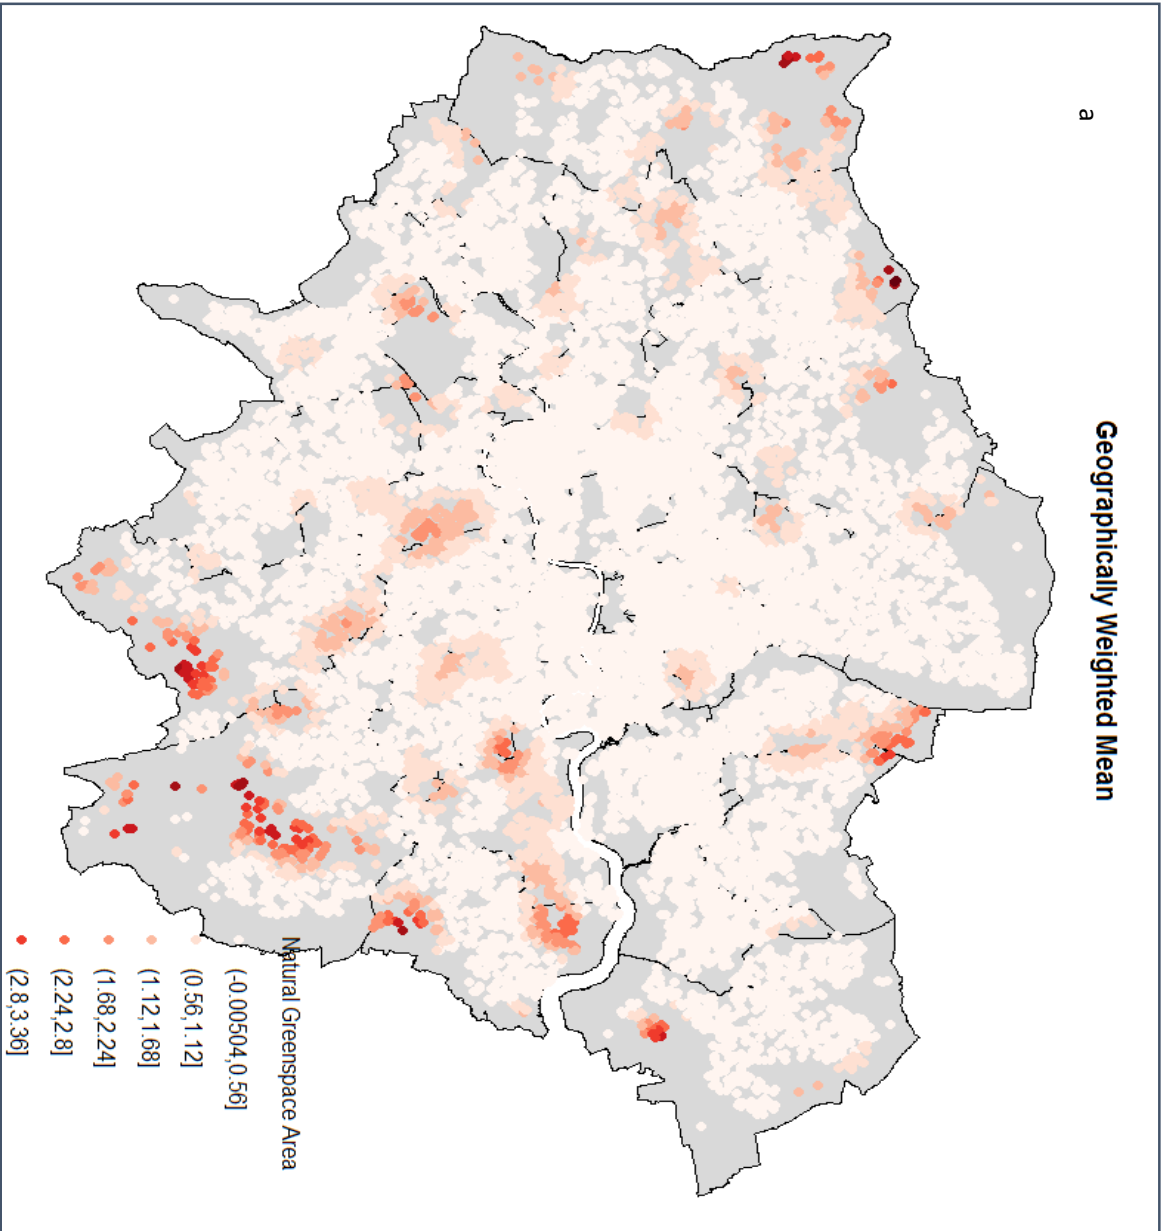 a
Geographically Weighted Mean
Natural Greenspace Area
(-0.00504,0.56]
(0.56,1.12]
(1.12,1.68]
(1.68,2.24]
(2.24,2.8]
(2.8,3.36]